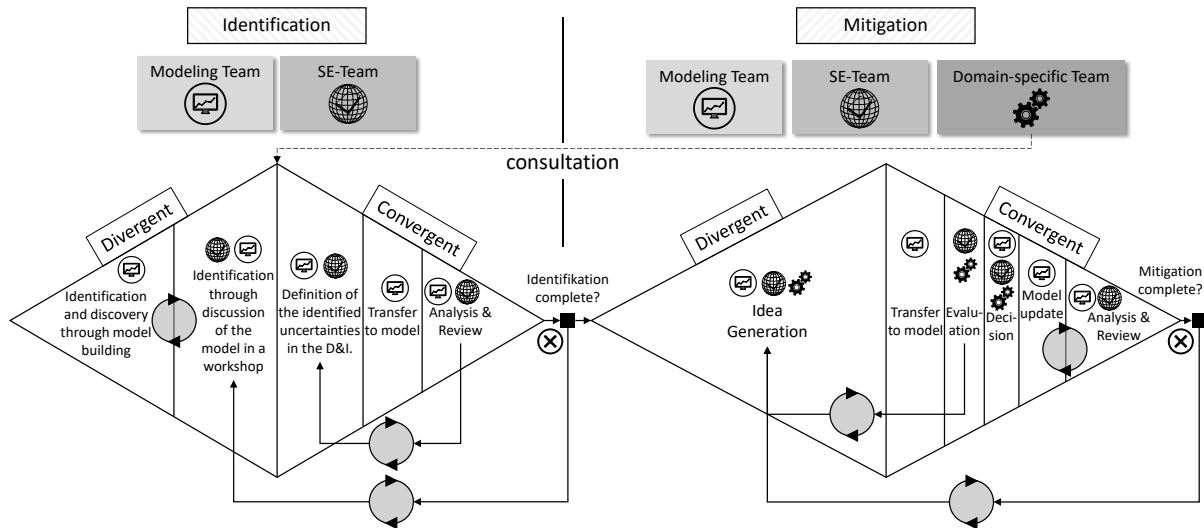 Identification
Mitigation
Modeling Team
SE-Team
Modeling Team
SE-Team
Domain-specific Team
consultation
Divergent
Convergent
Divergent
Convergent
Identification
and discovery
through model
building
Identification
through
discussion
of the
model in a
workshop
Definition of
the identified
uncertainties
in the D&I.
Transfer
to model
Analysis &
Review
Identifikation
complete?
Idea
Generation
Transfer
to model
Evalu-
ation
Deci-
sion
Model
update
Analysis &
Review
Mitigation
complete?